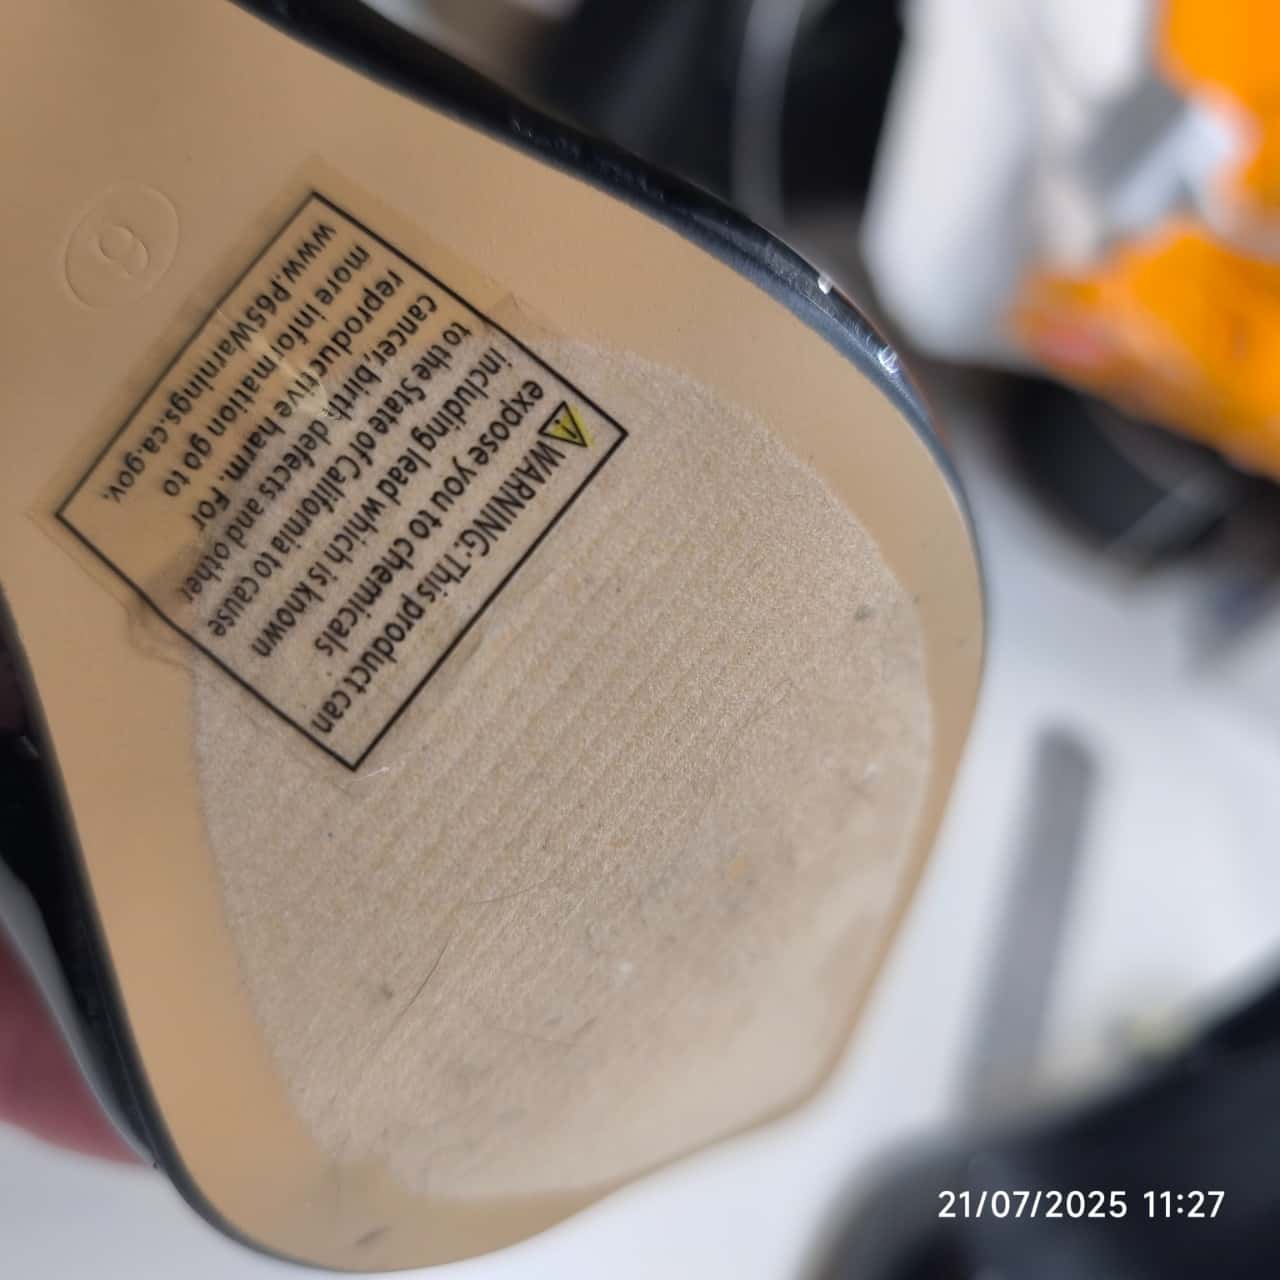 6
⚠WARNING: This product can
expose you to chemicals
including lead which is known
to the State of California to cause
cancer, birth defects and other
reproductive harm. For
more information go to
www.P65Warnings.ca.gov.
21/07/2025 11:27